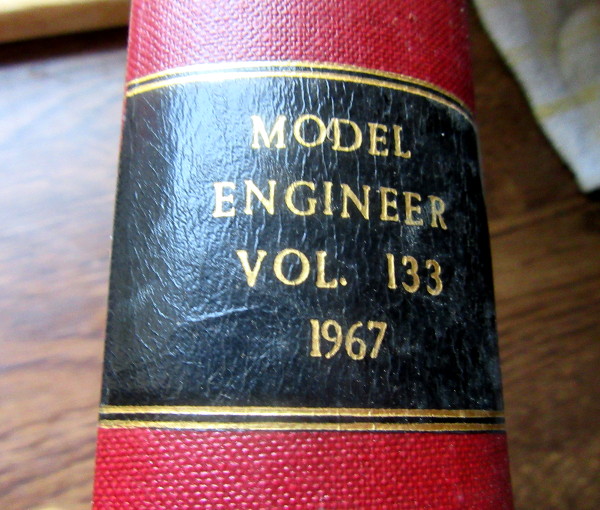 MODEL
ENGINEER
VOL. 133
1967